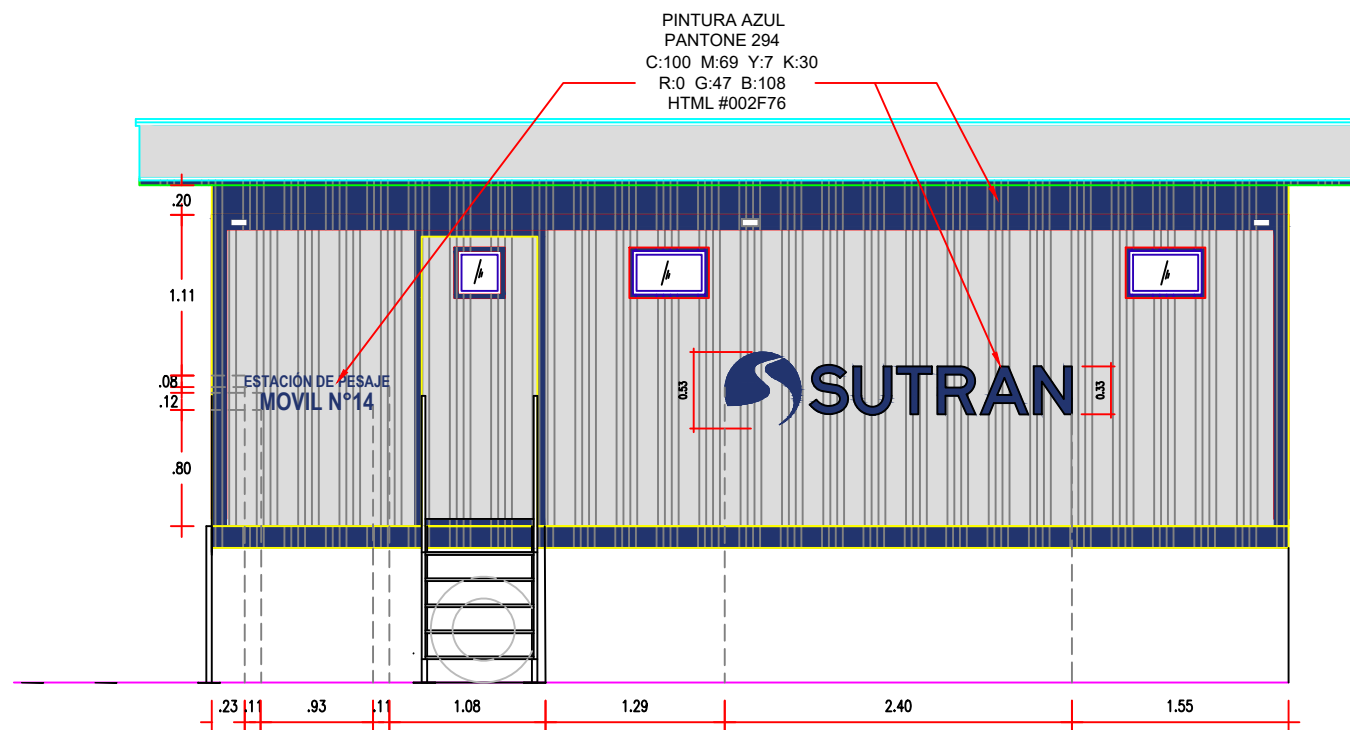 PINTURA AZUL
PANTONE 294
C:100 M:69 Y:7 K:30
R:0 G:47 B:108
HTML #002F76
.20
1.11
.08
.12
.80
ESTACIÓN DE PESAJE
MOVIL N°14
0.53
SUTRAN
0.33
.23 .11 .93 .11 1.08 1.29 2.40 1.55